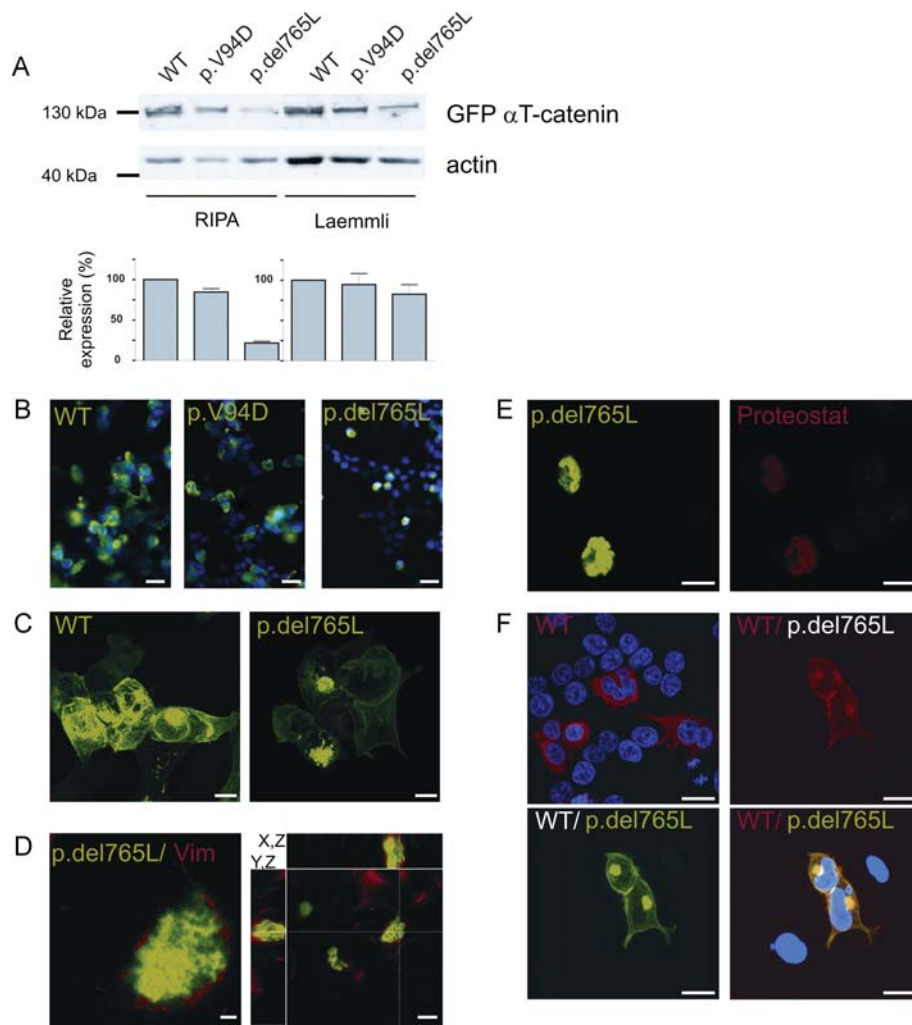 A
WT p.V94D p.del765L WT p.V94D p.del765L
130 kDa GFP αT-catenin
40 kDa actin
RIPA Laemmli
Relative expression (%)
100 100
50
0
B WT p.V94D p.del765L
E p.del765L Proteostat
C WT p.del765L
F WT WT/ p.del765L
D p.del765L/ Vim X,Z
Y,Z
WT/ p.del765L WT/ p.del765L